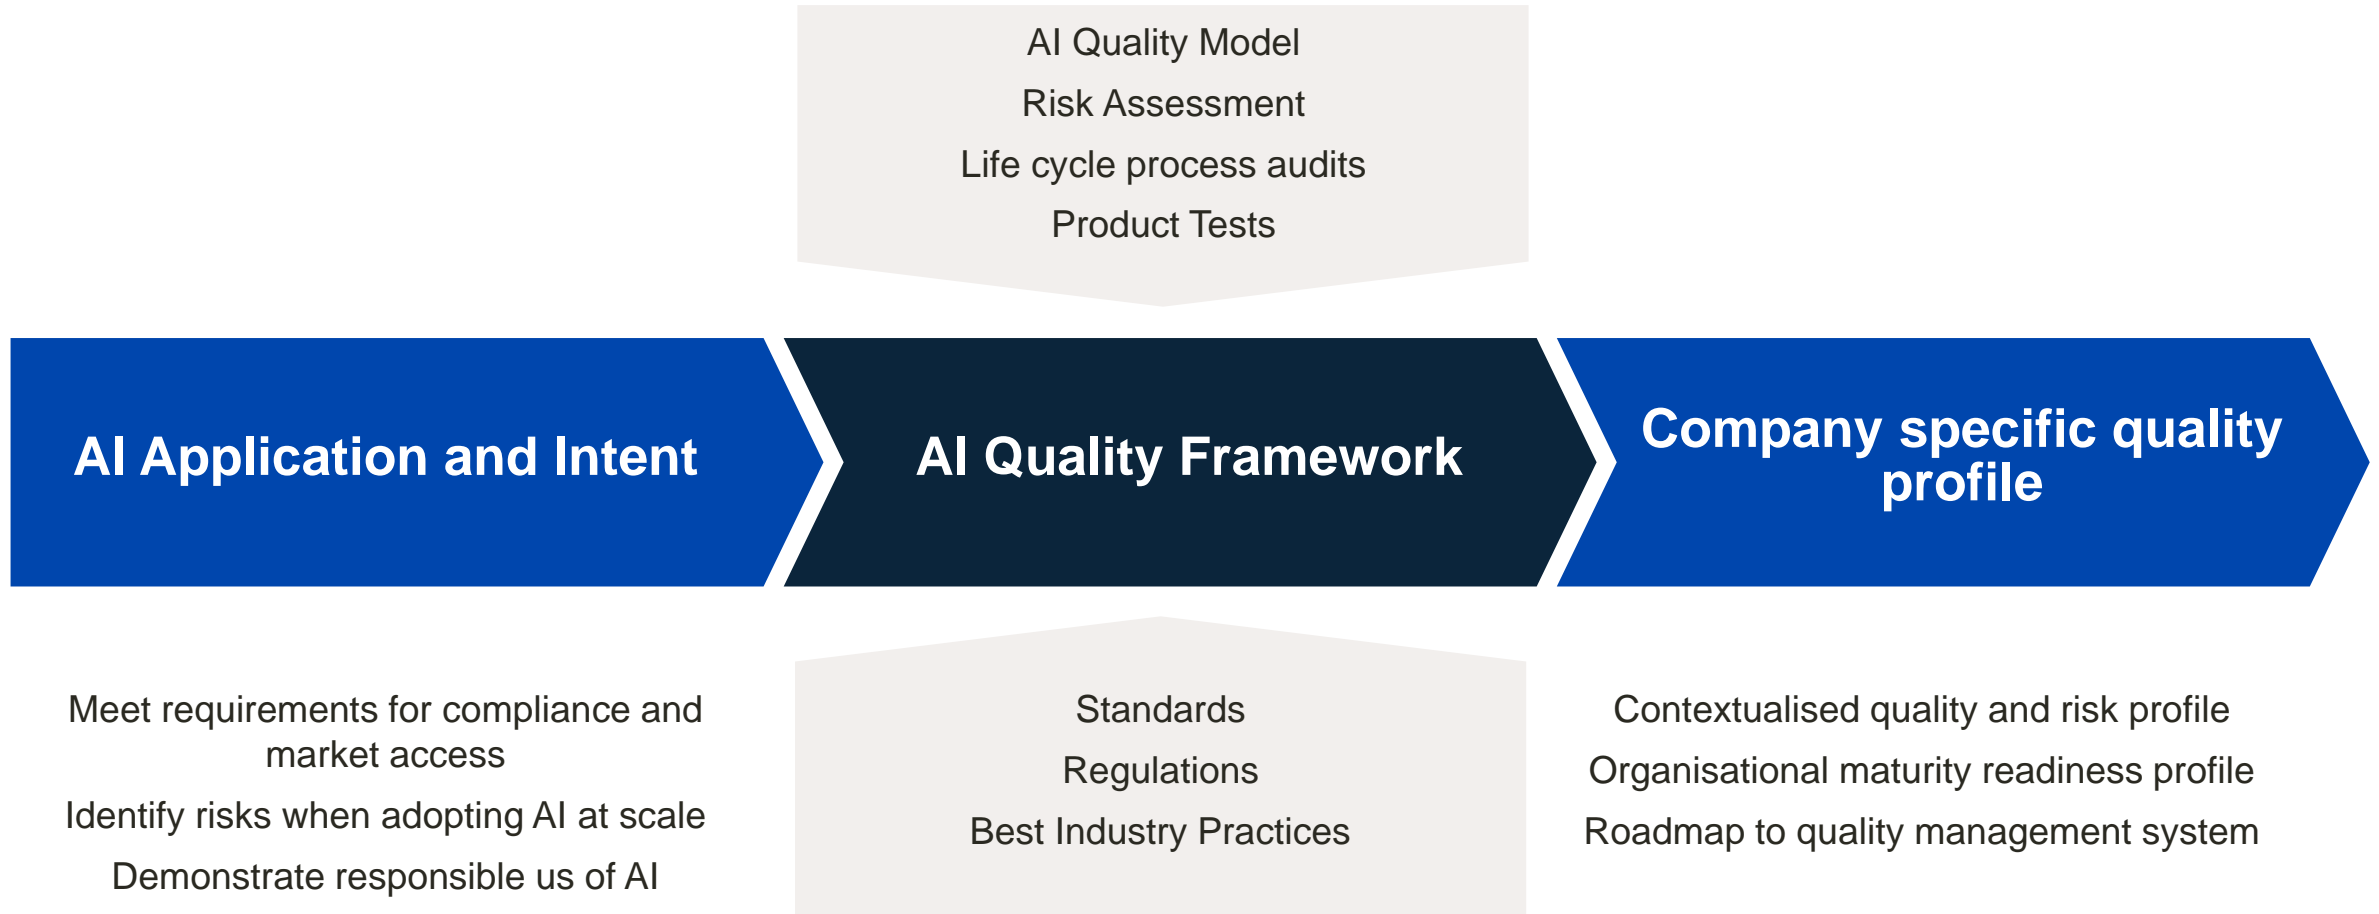 AI Quality Model
Risk Assessment
Life cycle process audits
Product Tests
AI Application and Intent
AI Quality Framework
Company specific quality
profile
Meet requirements for compliance and
market access
Identify risks when adopting AI at scale
Demonstrate responsible us of AI
Standards
Regulations
Best Industry Practices
Contextualised quality and risk profile
Organisational maturity readiness profile
Roadmap to quality management system